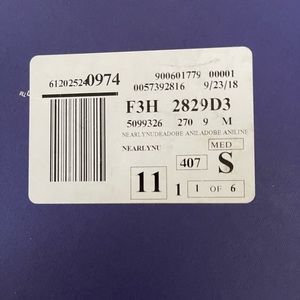 900601779 00001
612025240974
0057392816 9/23/18
F3H 2829D3
5099326 270 9 M
NEARLYNUDEADOBE ANILADOBE ANILINE
NEARLYNU
MED
407 S
11 1 1 OF 6